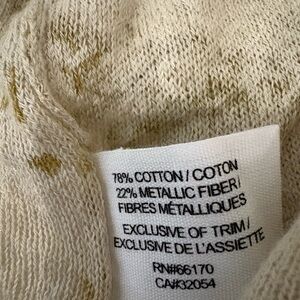 78% COTTON / COTON
22% METALLIC FIBER /
FIBRES MÉTALLIQUES
EXCLUSIVE OF TRIM /
EXCLUSIVE DE L'ASSIETTE
RN#66170
CA#32054